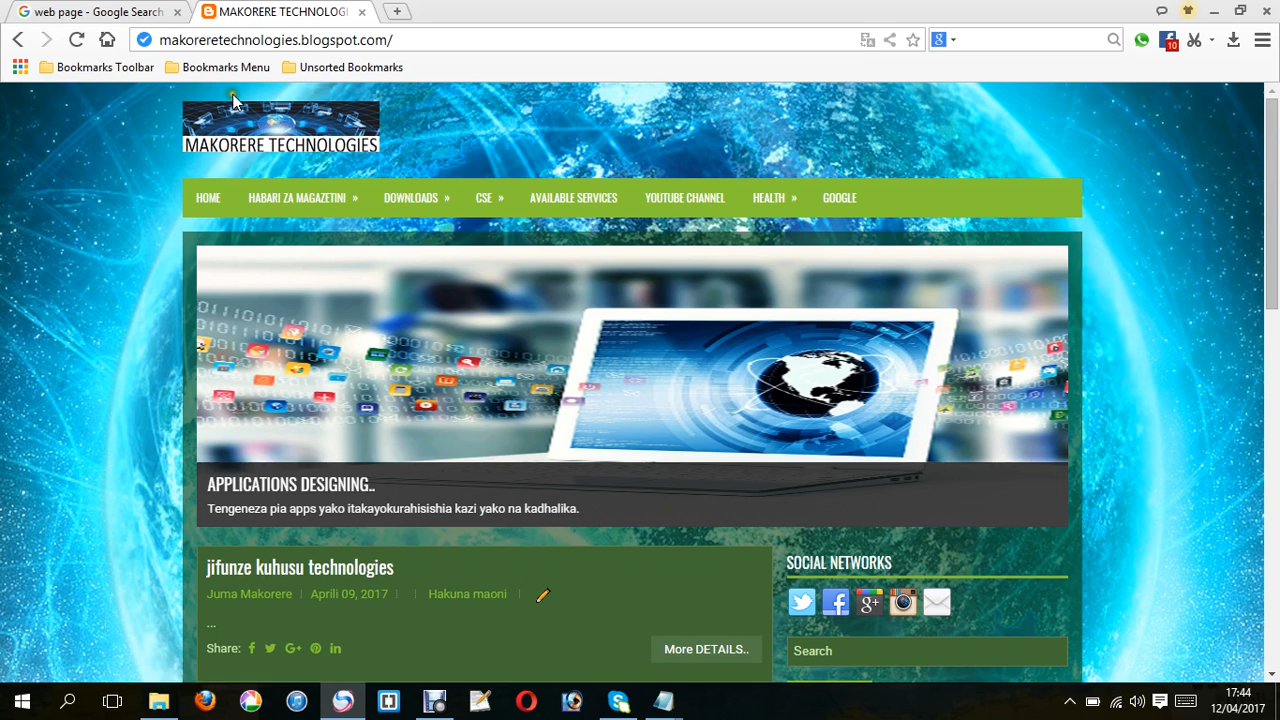 web page - Google Search
MAKORERE TECHNOLOGI
makoreretechnologies.blogspot.com/
10
Bookmarks Toolbar
Bookmarks Menu
Unsorted Bookmarks
MAKORERE TECHNOLOGIES
HOME
HABARI ZA MAGAZETINI »
DOWNLOADS »
CSE »
AVAILABLE SERVICES
YOUTUBE CHANNEL
HEALTH »
GOOGLE
APPLICATIONS DESIGNING..
Tengeneza pia apps yako itakayokurahisishia kazi yako na kadhalika.
jifunze kuhusu technologies
Juma Makorere | Aprili 09, 2017 | | Hakuna maoni |
...
Share:
More DETAILS..
SOCIAL NETWORKS
Search
17:44
12/04/2017